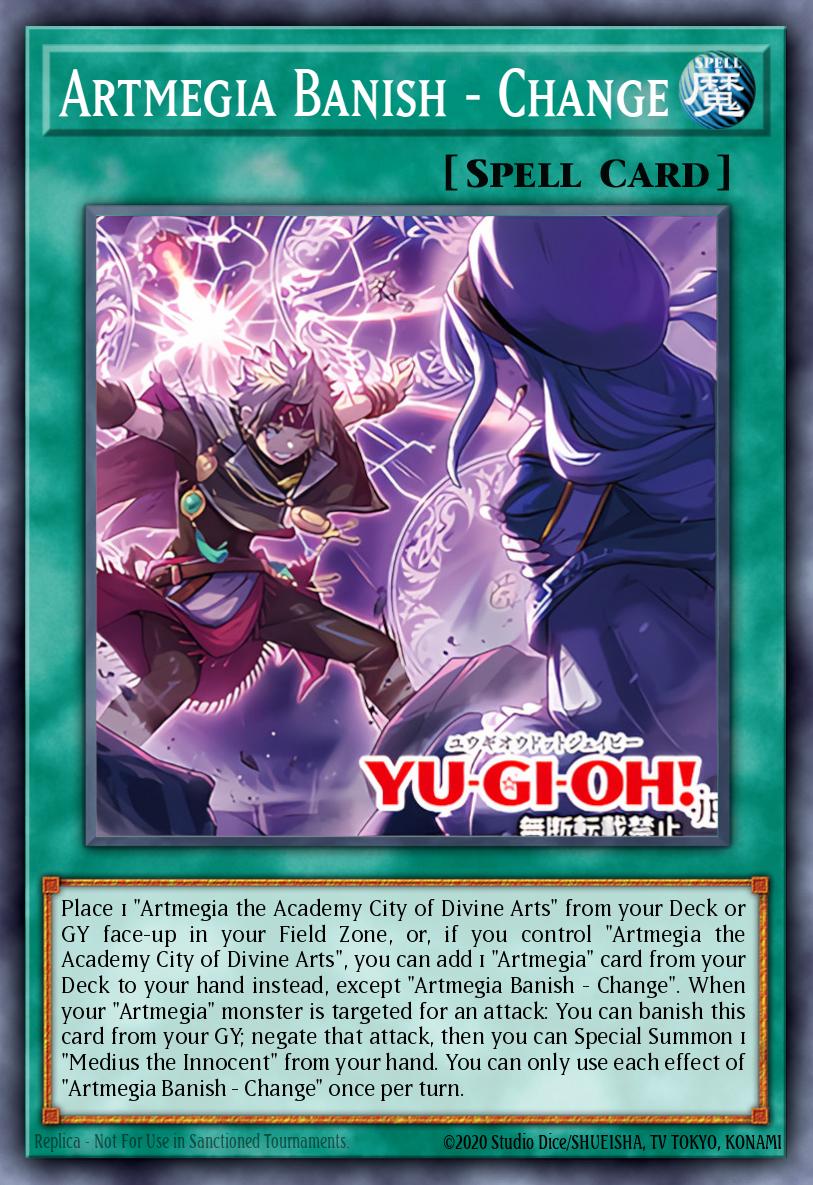 ARTMEGIA BANISH - CHANGE
SPELL
魔
[SPELL CARD]
ユウギオウドットジェイピー
YU-GI-OH!
.jp
無断転載禁止
Place 1 "Artmegia the Academy City of Divine Arts" from your Deck or
GY face-up in your Field Zone, or, if you control "Artmegia the
Academy City of Divine Arts", you can add 1 "Artmegia" card from your
Deck to your hand instead, except "Artmegia Banish - Change". When
your "Artmegia" monster is targeted for an attack: You can banish this
card from your GY; negate that attack, then you can Special Summon 1
"Medius the Innocent" from your hand. You can only use each effect of
"Artmegia Banish - Change" once per turn.
Replica - Not For Use in Sanctioned Tournaments.
©2020 Studio Dice/SHUEISHA, TV TOKYO, KONAMI